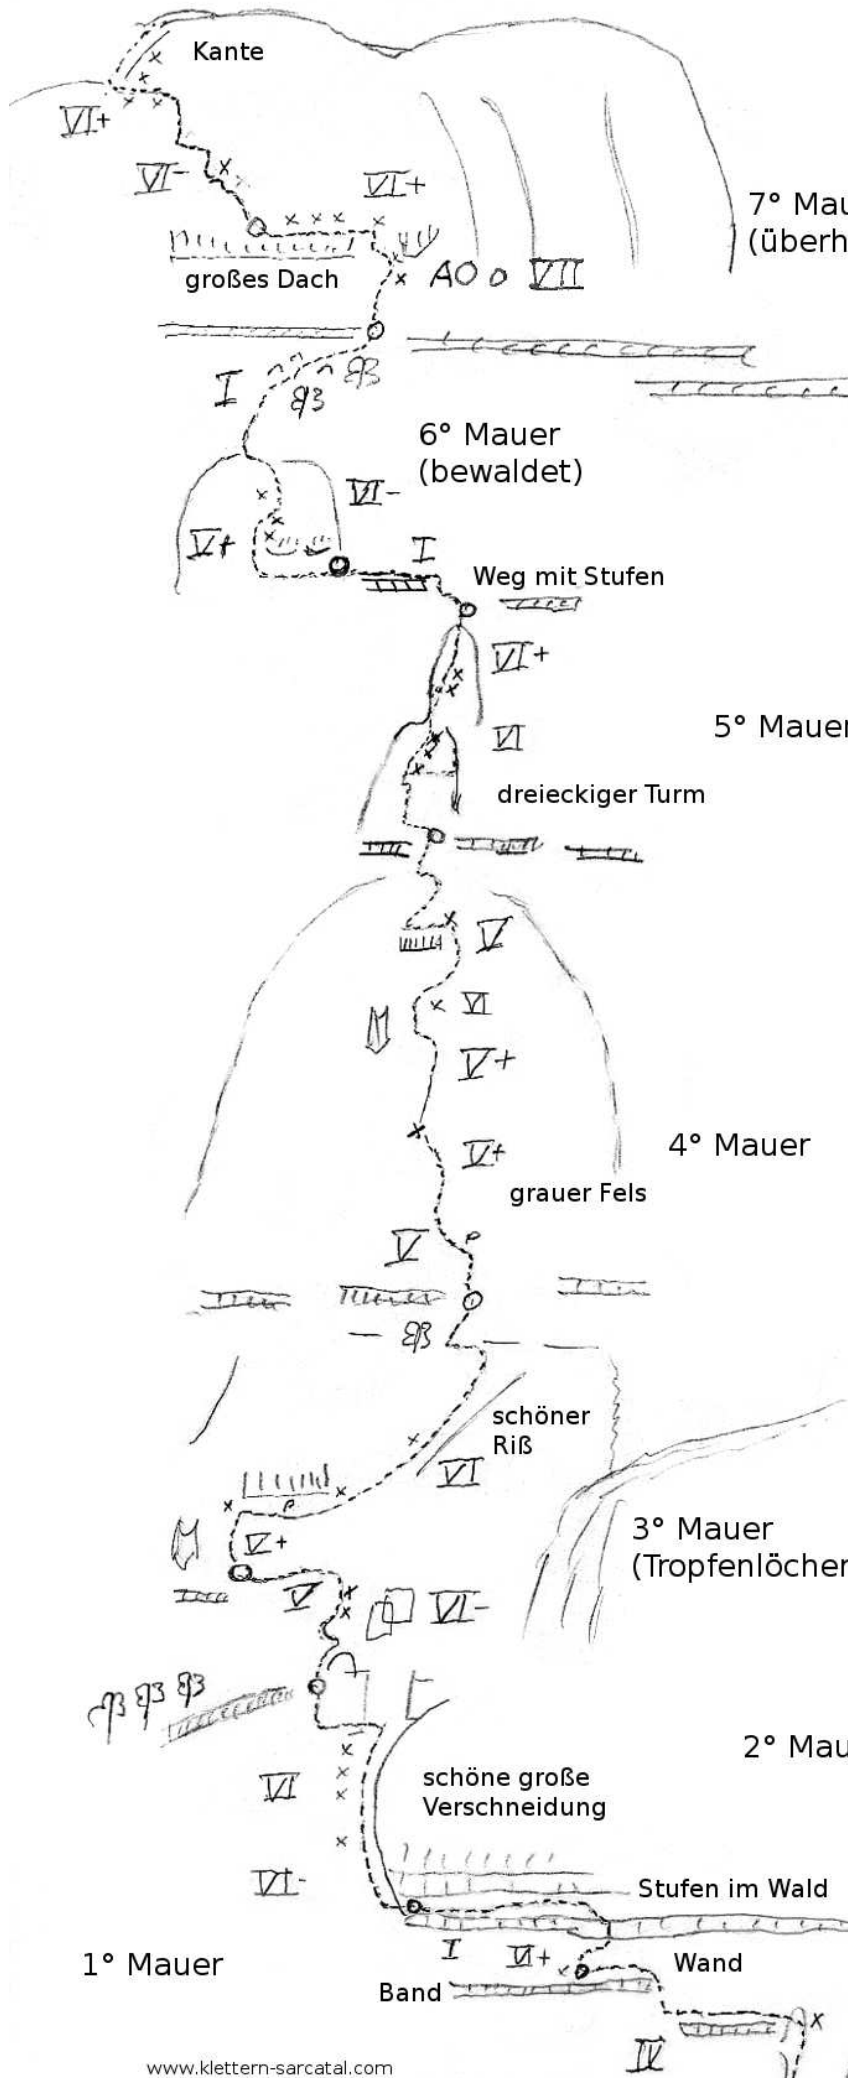 Kante
VI+
VI-
VI+
7° Mau
(überh
großes Dach
A0 o VII
I
6° Mauer
(bewaldet)
VI-
V+
I
Weg mit Stufen
VI+
5° Mauer
VI
dreieckiger Turm
V
VI
V+
4° Mauer
V+
grauer Fels
V
schöner
Riß
VI
3° Mauer
(Tropfenlöcher
V+
V
VI-
2° Mau
VI
schöne große
Verschneidung
VI-
Stufen im Wald
1° Mauer
I
VI+
Wand
Band
IV
www.klettern-sarcatal.com